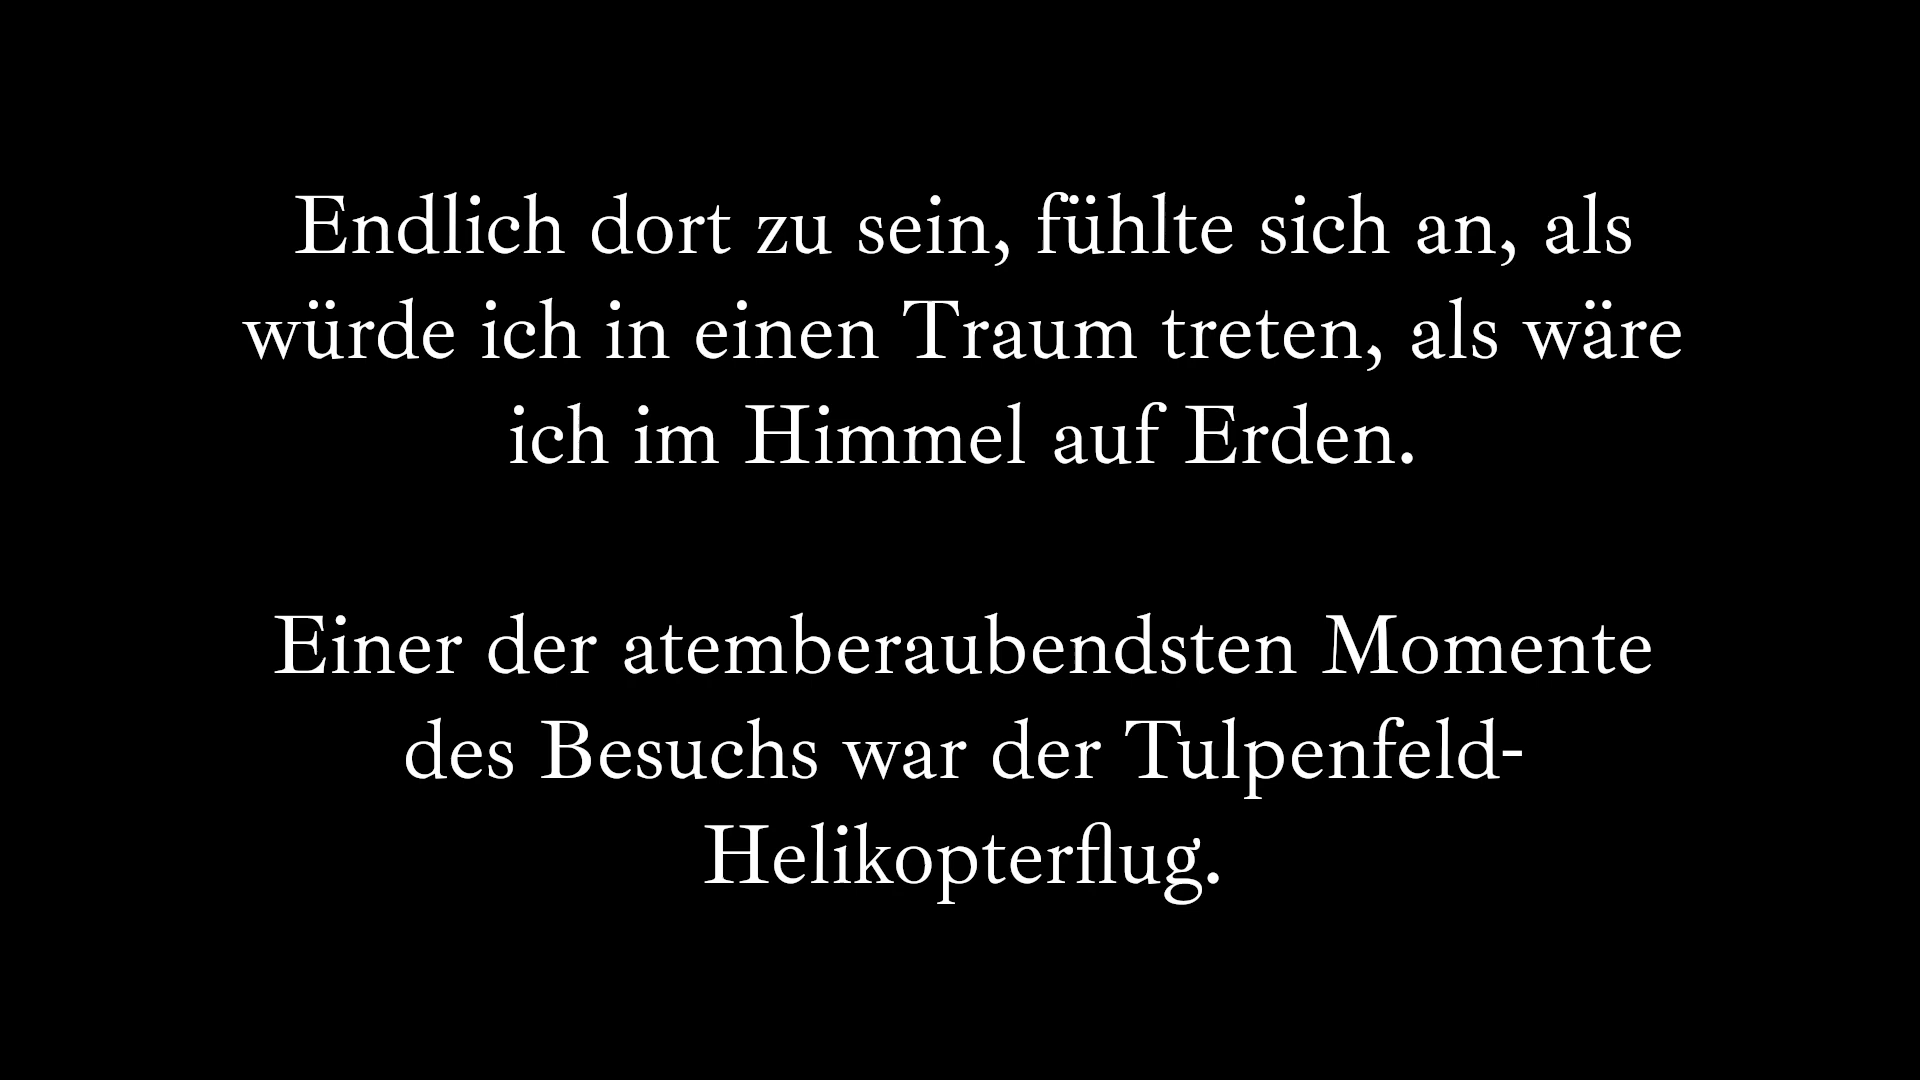 Endlich dort zu sein, fühlte sich an, als
würde ich in einen Traum treten, als wäre
ich im Himmel auf Erden.
Einer der atemberaubendsten Momente
des Besuchs war der Tulpenfeld-
Helikopterflug.